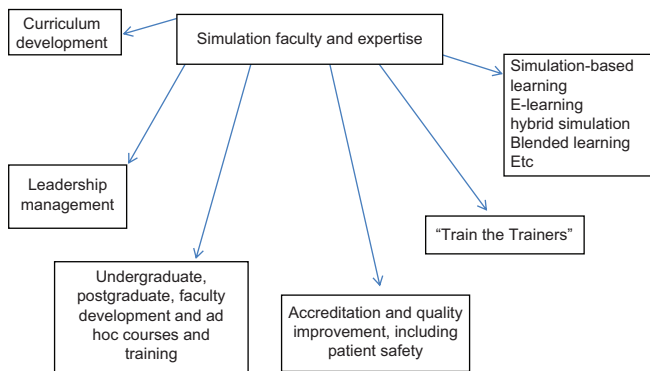 Curriculum
development
Simulation faculty and expertise
Simulation-based
learning
E-learning
hybrid simulation
Blended learning
Etc
Leadership
management
“Train the Trainers”
Undergraduate,
postgraduate, faculty
development and ad
hoc courses and
training
Accreditation and quality
improvement, including
patient safety